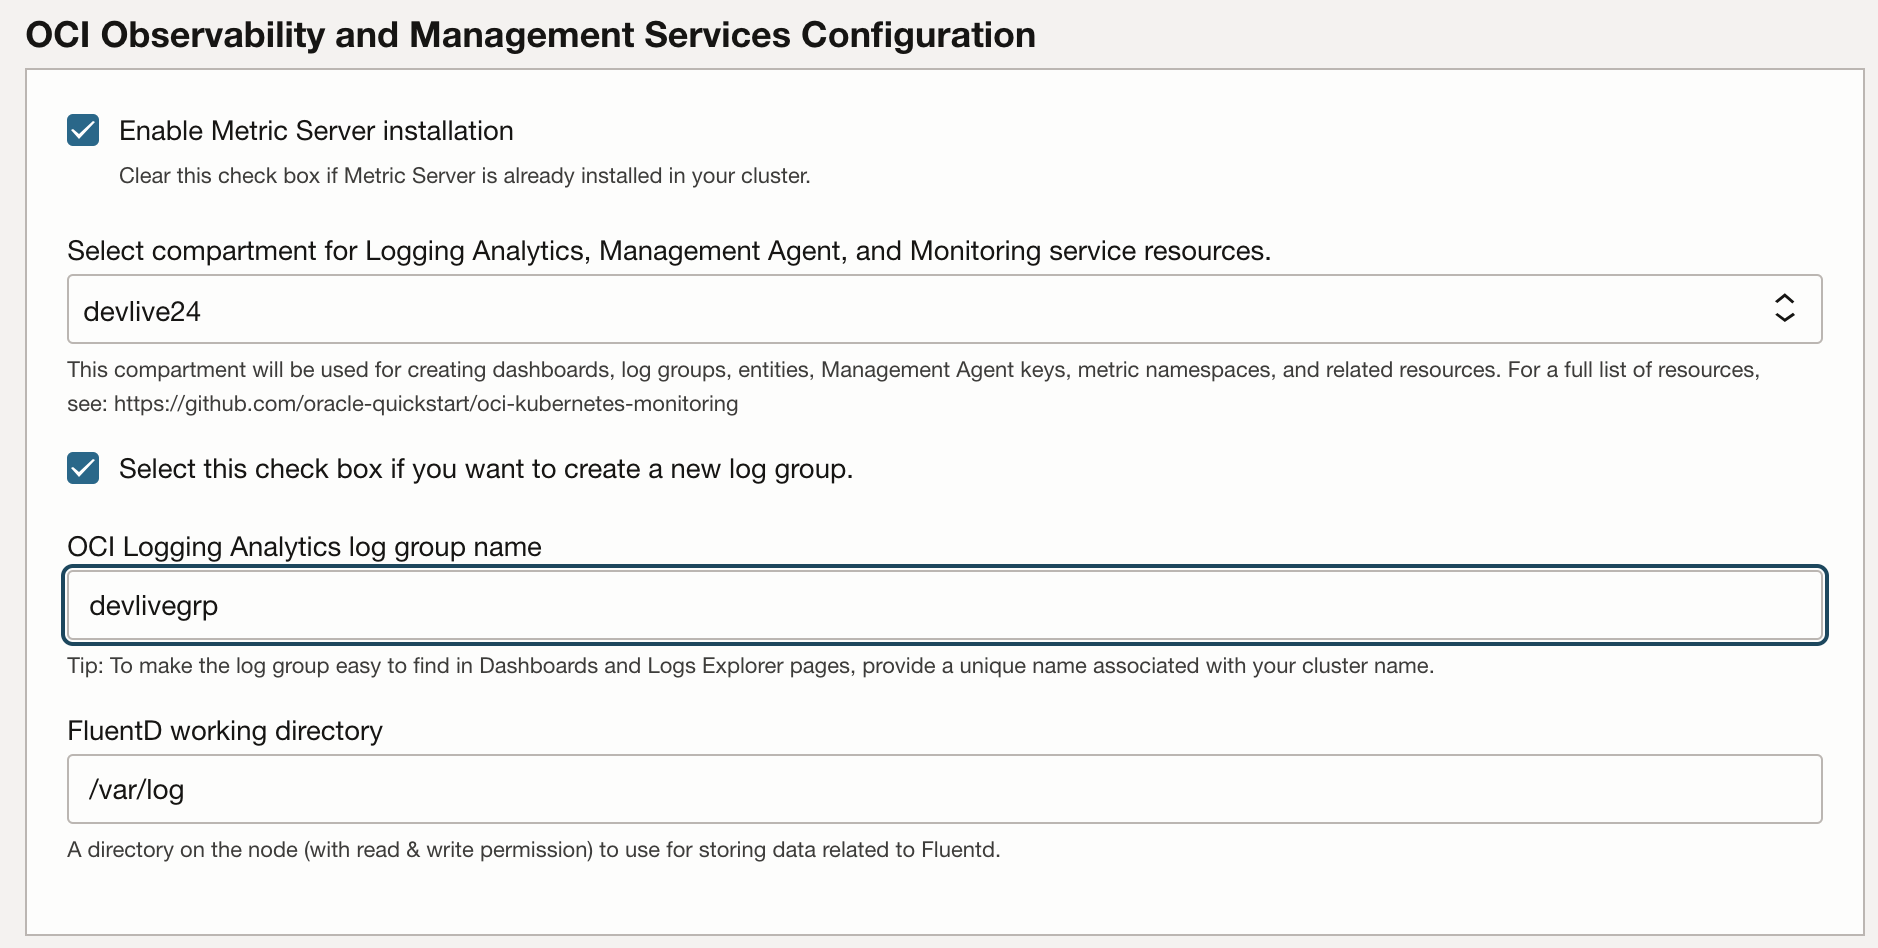 OCI Observability and Management Services Configuration
Enable Metric Server installation
Clear this check box if Metric Server is already installed in your cluster.
Select compartment for Logging Analytics, Management Agent, and Monitoring service resources.
devlive24
This compartment will be used for creating dashboards, log groups, entities, Management Agent keys, metric namespaces, and related resources. For a full list of resources,
see: https://github.com/oracle-quickstart/oci-kubernetes-monitoring
Select this check box if you want to create a new log group.
OCI Logging Analytics log group name
devlivegrp
Tip: To make the log group easy to find in Dashboards and Logs Explorer pages, provide a unique name associated with your cluster name.
FluentD working directory
/var/log
A directory on the node (with read & write permission) to use for storing data related to Fluentd.